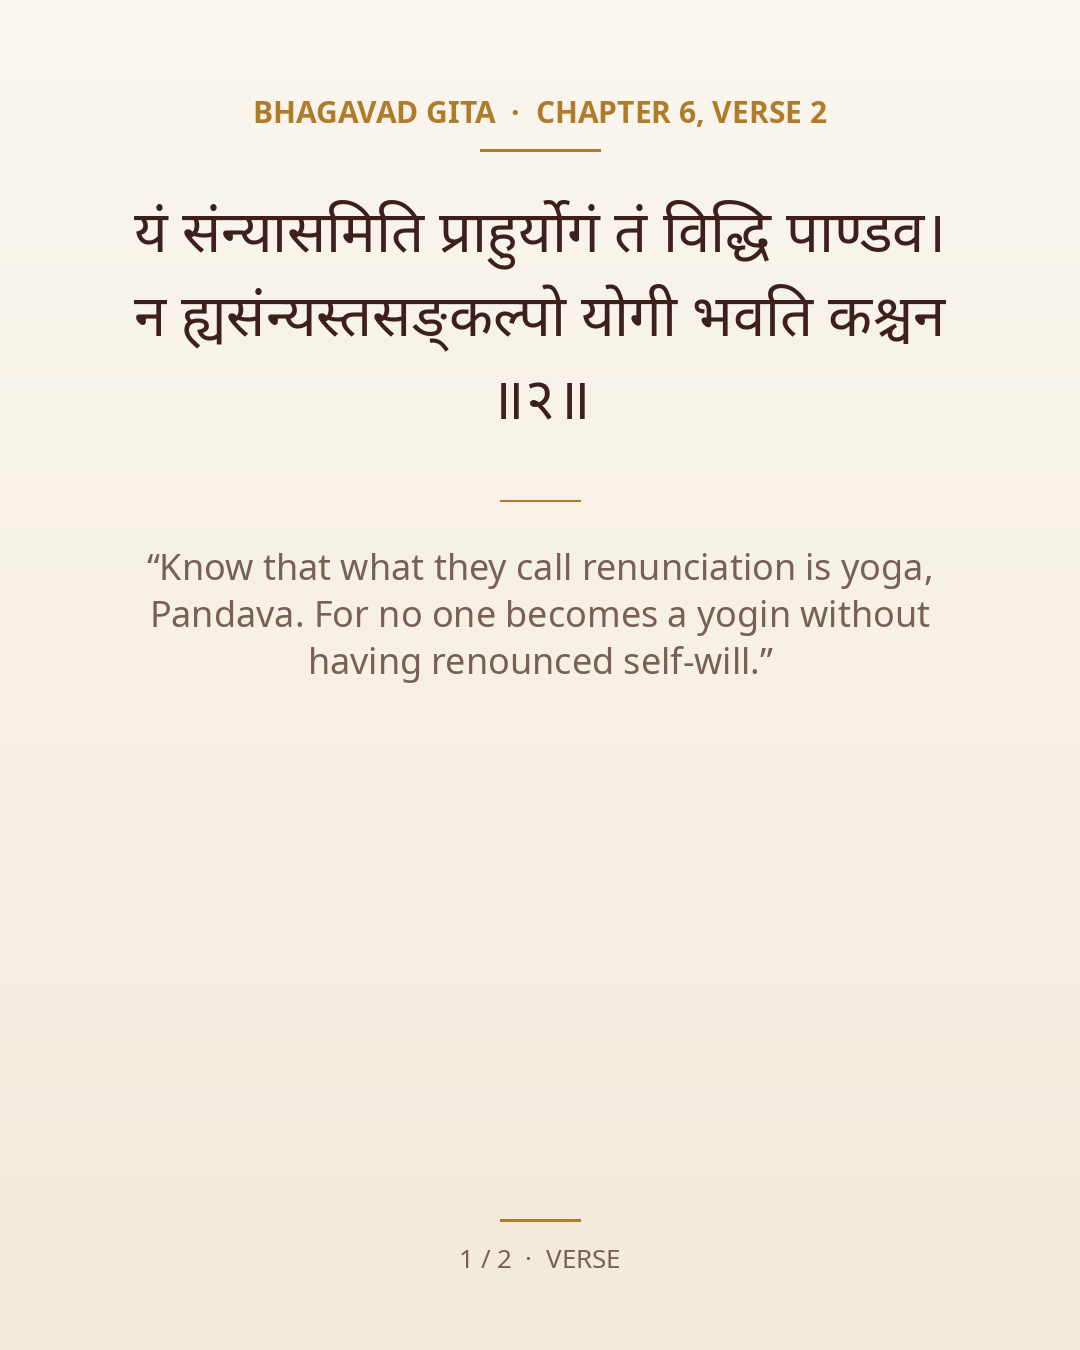 BHAGAVAD GITA · CHAPTER 6, VERSE 2
यं संन्यासमिति प्राहुर्योगं तं विद्धि पाण्डव।
न ह्यसंन्यस्तसङ्कल्पो योगी भवति कश्चन
॥२॥
“Know that what they call renunciation is yoga,
Pandava. For no one becomes a yogin without
having renounced self-will.”
1 / 2 · VERSE